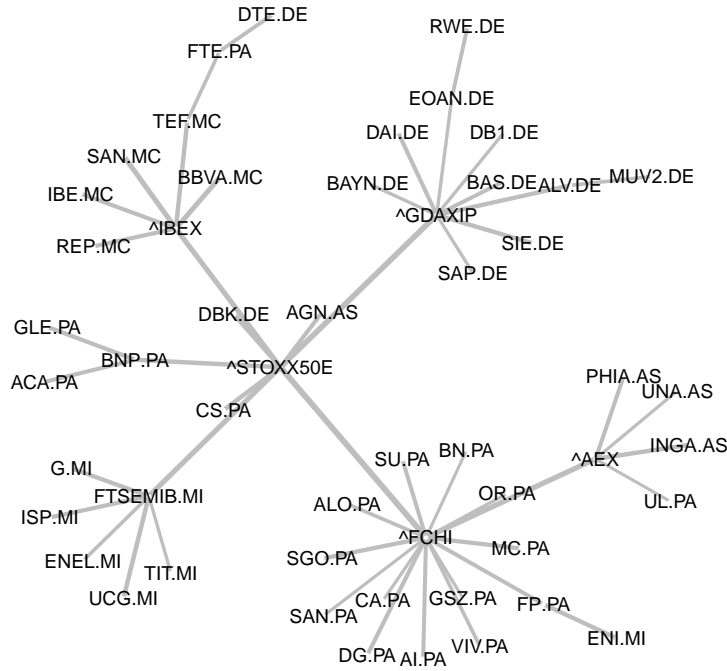 DTE.DE
RWE.DE
FTE.PA
EOAN.DE
TEF.MC
DAI.DE
DB1.DE
SAN.MC
BBVA.MC
BAYN.DE
BAS.DE
ALV.DE
MUV2.DE
IBE.MC
^IBEX
^GDAXIP
REP.MC
SIE.DE
SAP.DE
DBK.DE
AGN.AS
GLE.PA
BNP.PA
^STOXX50E
ACA.PA
PHIA.AS
UNA.AS
CS.PA
BN.PA
INGA.AS
SU.PA
^AEX
G.MI
FTSEMIB.MI
OR.PA
UL.PA
ISP.MI
ALO.PA
^FCHI
MC.PA
ENEL.MI
SGO.PA
TIT.MI
UCG.MI
CA.PA
GSZ.PA
FP.PA
SAN.PA
ENI.MI
DG.PA
AI.PA
VIV.PA